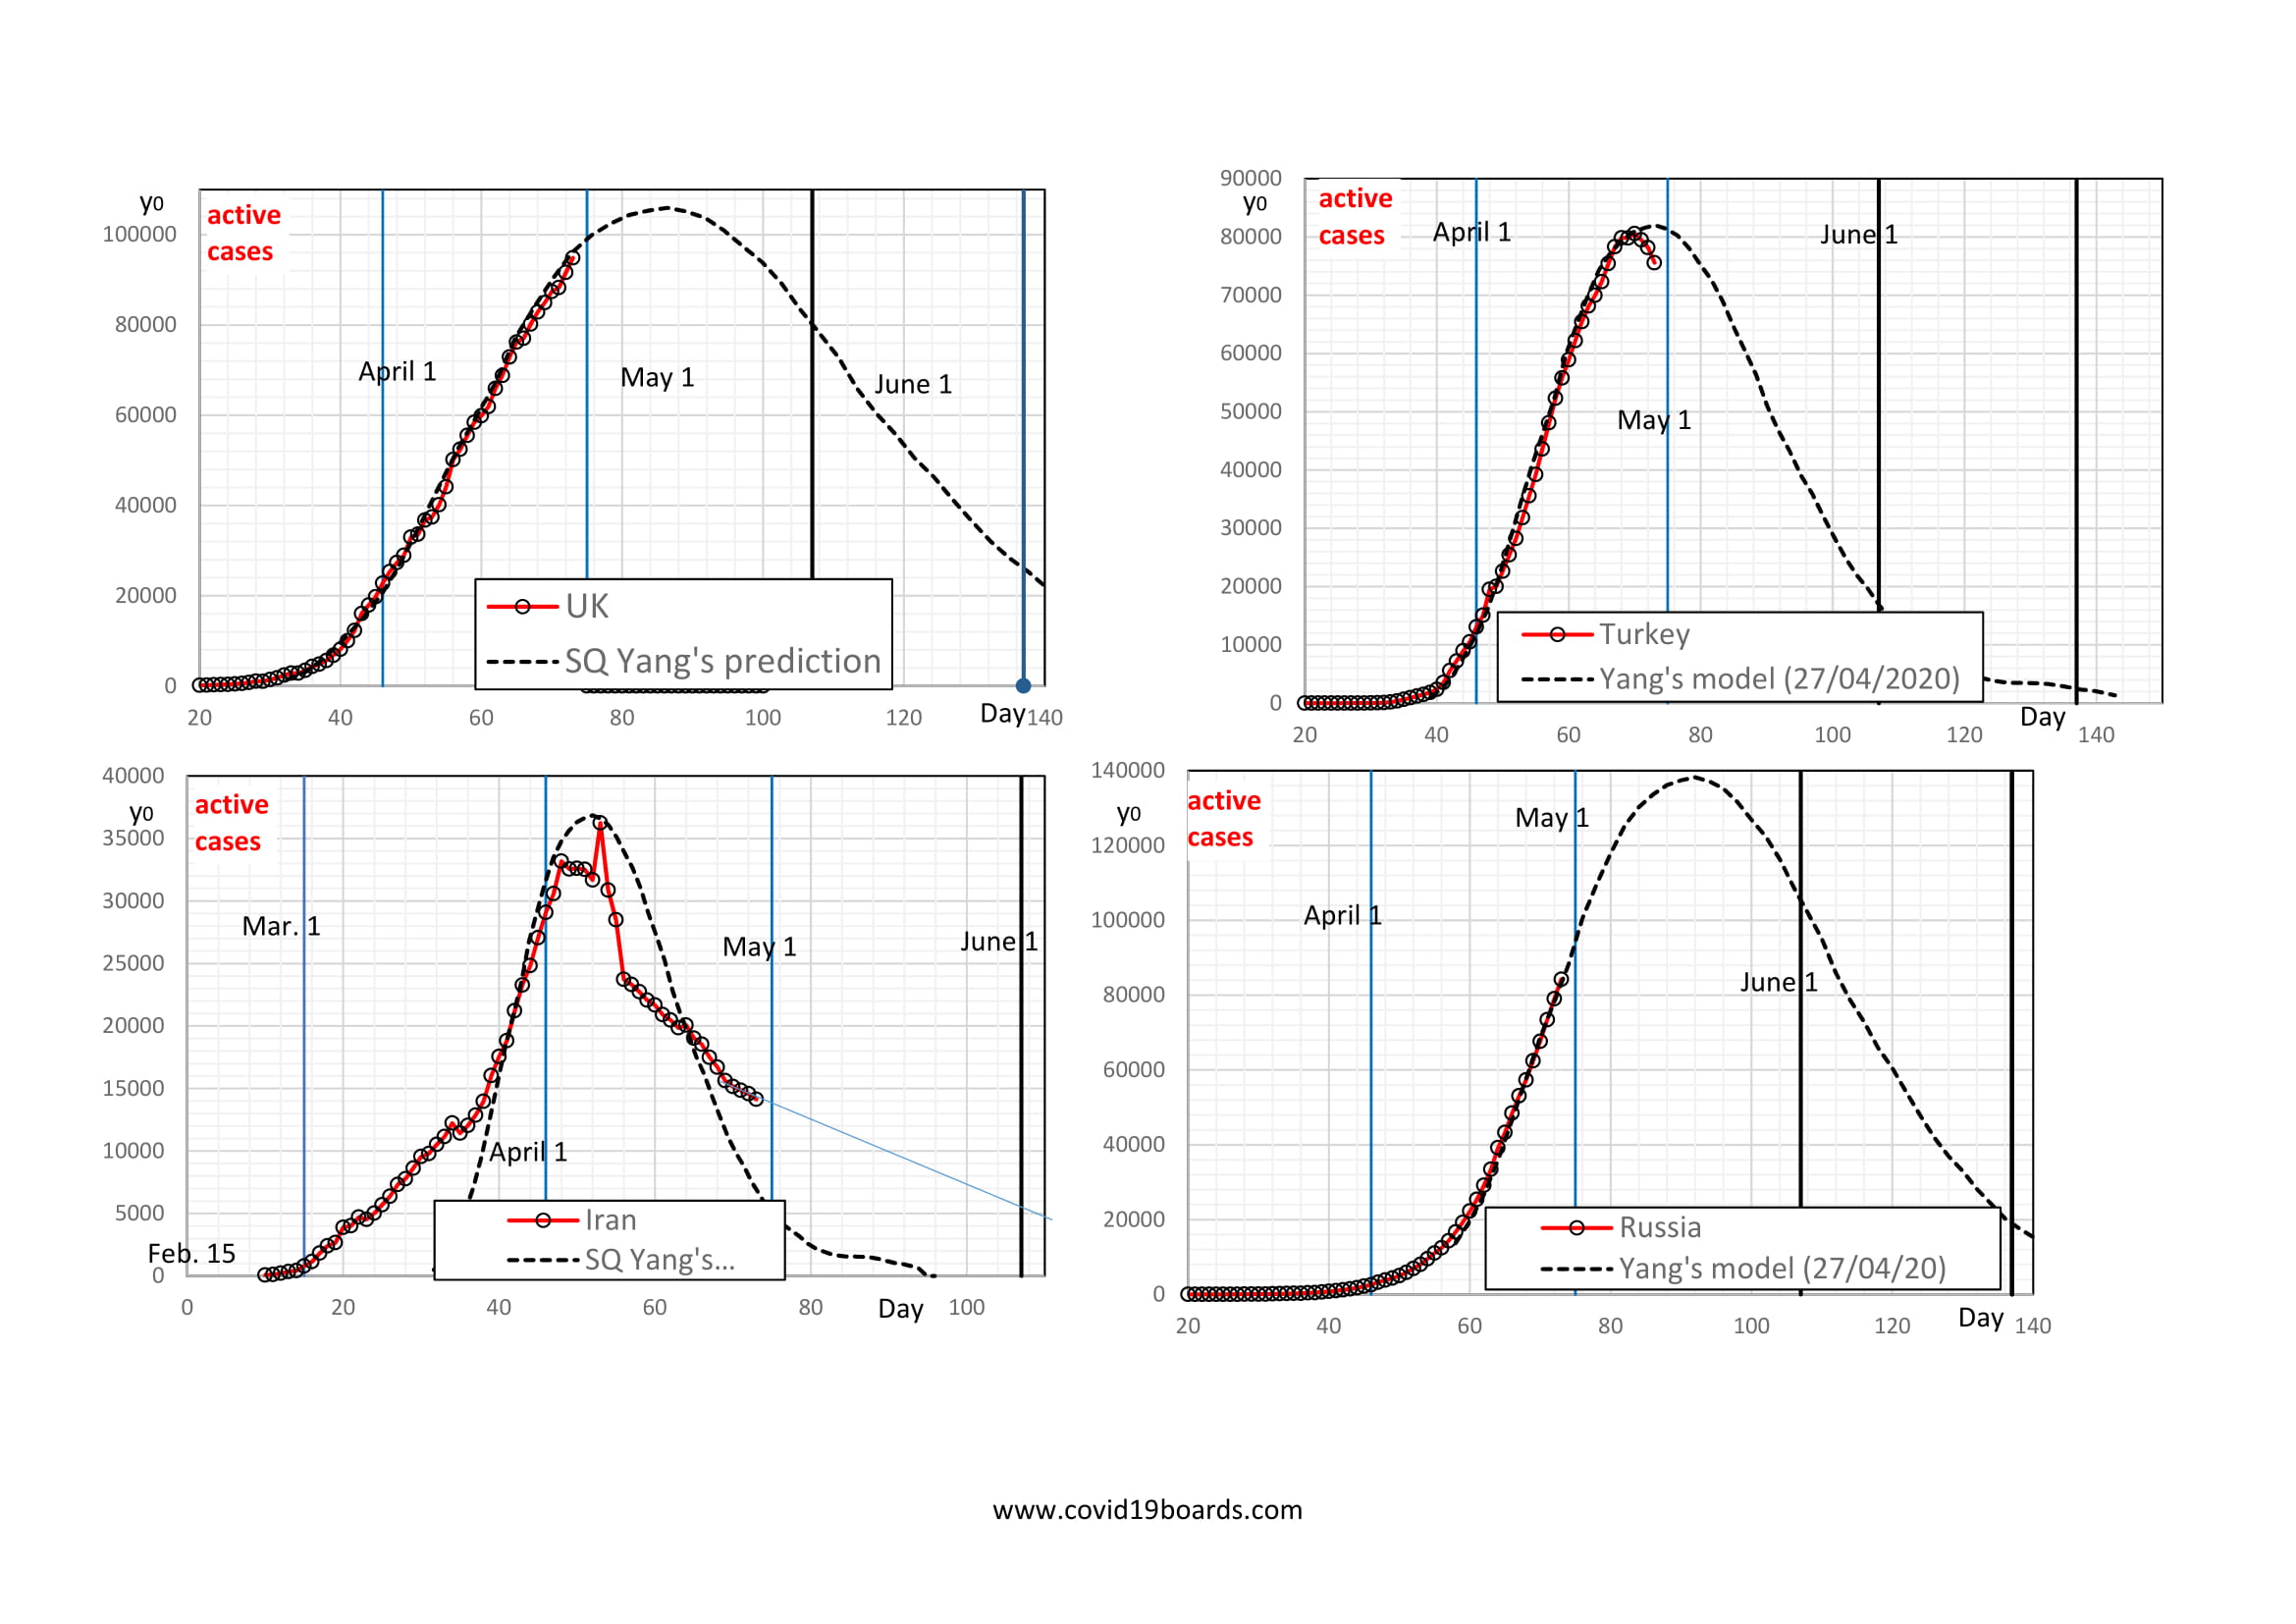 y0
active
cases
100000
80000
60000
40000
20000
0
April 1
May 1
June 1
UK
SQ Yang's prediction
20 40 60 80 100 120 140
Day
90000
y0
active
cases
80000
70000
60000
50000
40000
30000
20000
10000
0
April 1
June 1
May 1
Turkey
Yang's model (27/04/2020)
Day
20 40 60 80 100 120 140
40000
y0
active
cases
35000
30000
25000
20000
15000
10000
5000
0
Mar. 1
May 1
June 1
April 1
Feb. 15
Iran
SQ Yang's...
0 20 40 60 80 100
Day
140000
y0
active
cases
120000
100000
80000
60000
40000
20000
0
May 1
April 1
June 1
Russia
Yang's model (27/04/20)
Day
20 40 60 80 100 120 140
www.covid19boards.com